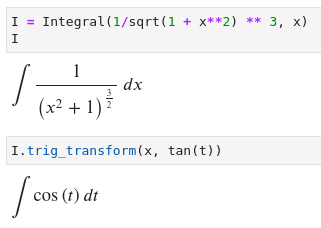 I = Integral(1/sqrt(1 + x**2) ** 3, x)
I
∫ 1 / (x² + 1)^(3/2) dx
I.trig_transform(x, tan(t))
∫ cos (t) dt